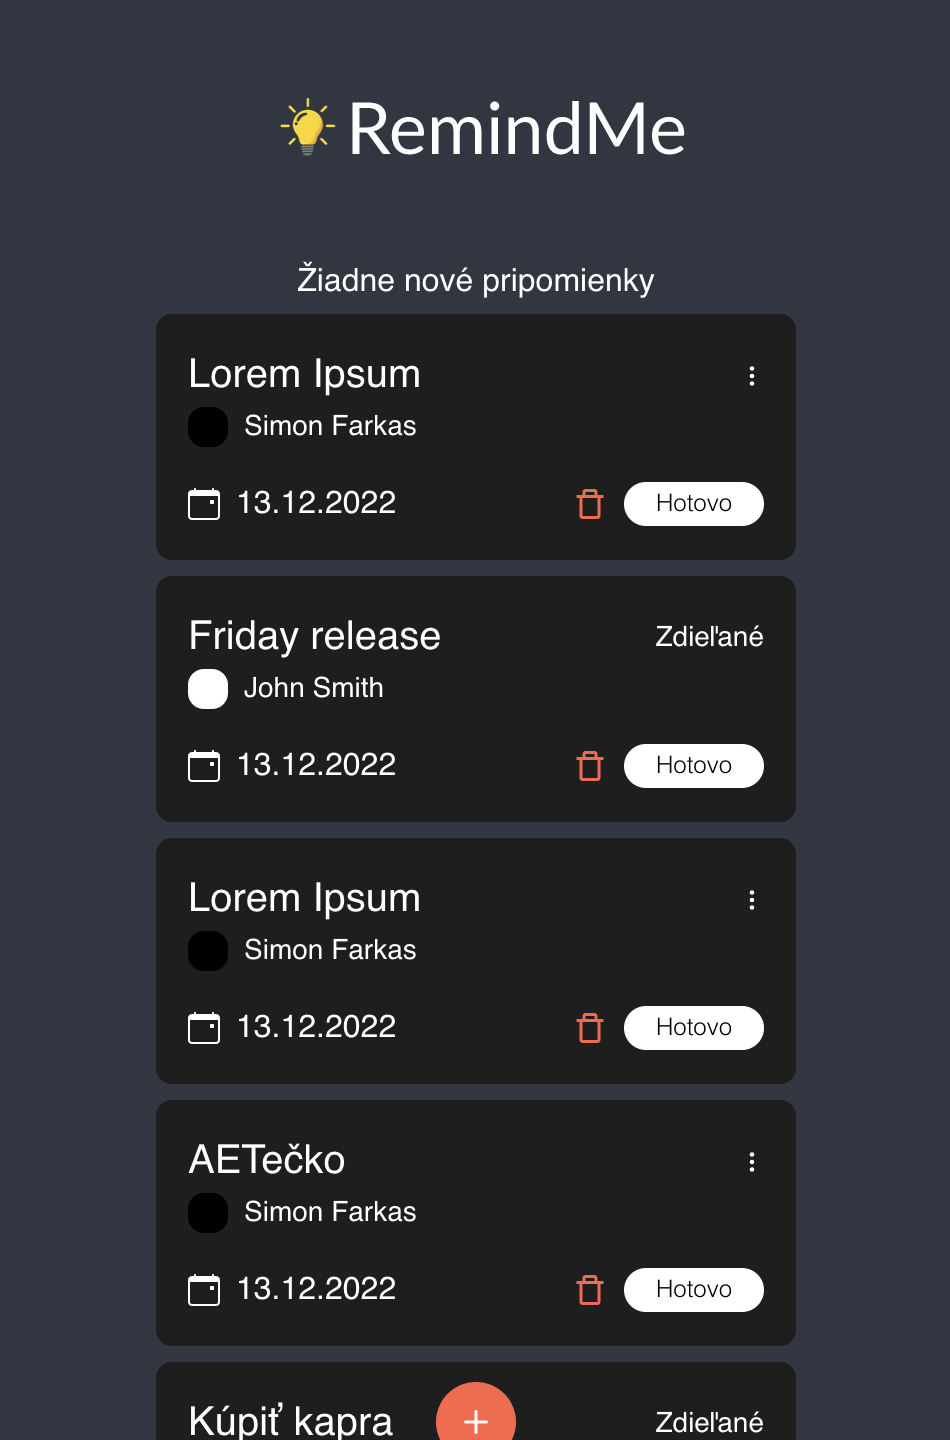 RemindMe
Žiadne nové pripomienky
Lorem Ipsum
Simon Farkas
13.12.2022
Hotovo
Friday release
Zdieľané
John Smith
13.12.2022
Hotovo
Lorem Ipsum
Simon Farkas
13.12.2022
Hotovo
AETečko
Simon Farkas
13.12.2022
Hotovo
Kúpiť kapra
Zdieľané